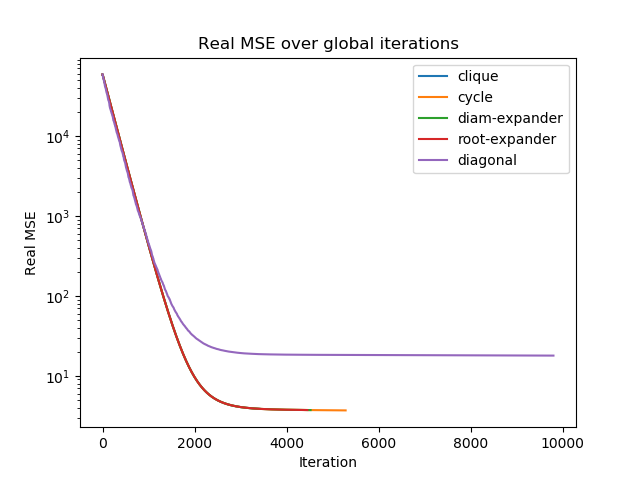 Real MSE over global iterations
Real MSE
10^4
10^3
10^2
10^1
clique
cycle
diam-expander
root-expander
diagonal
0 2000 4000 6000 8000 10000
Iteration